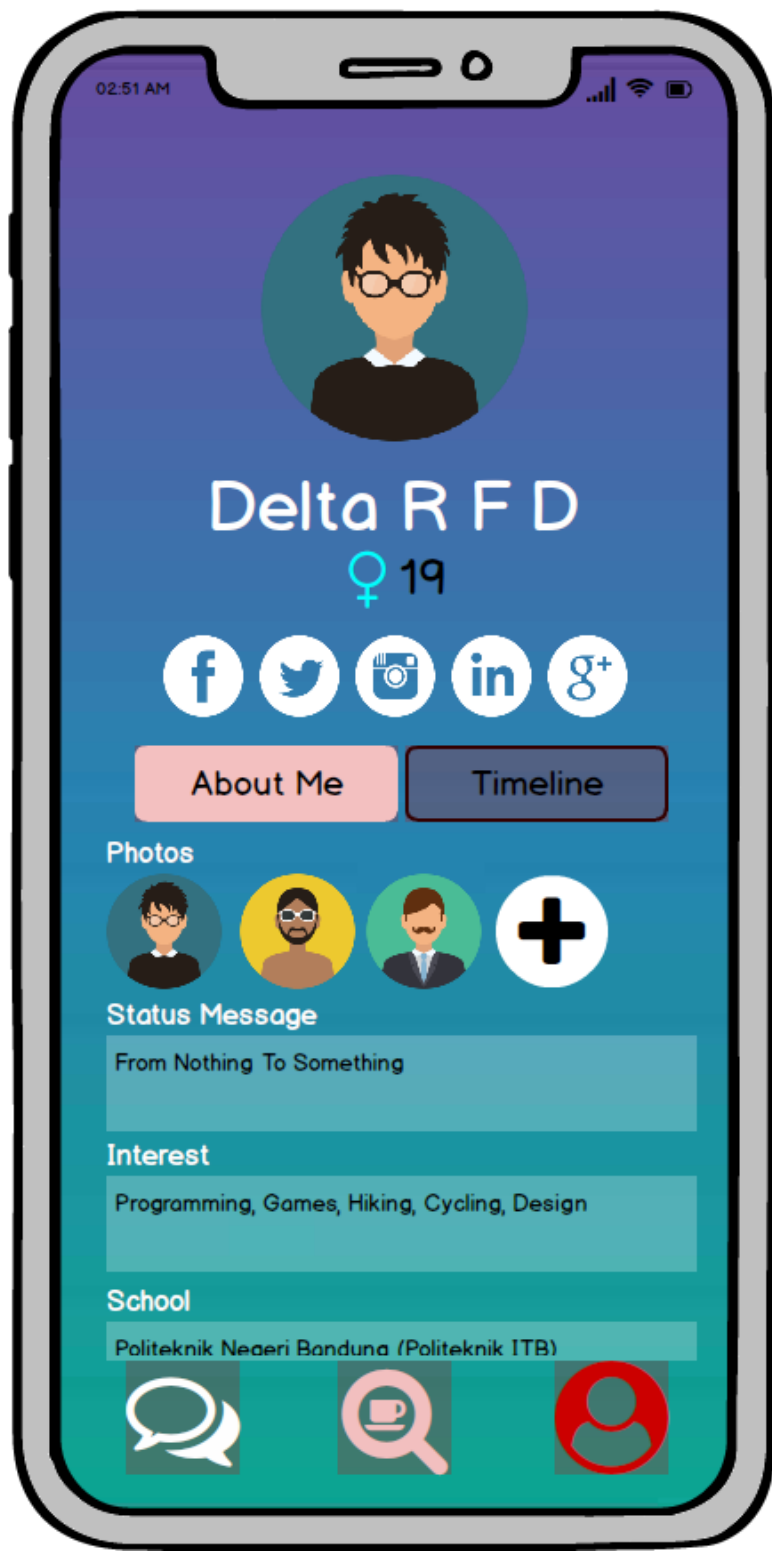 02:51 AM
Delta R F D
19
About Me
Timeline
Photos
Status Message
From Nothing To Something
Interest
Programming, Games, Hiking, Cycling, Design
School
Politeknik Negeri Bandung (Politeknik ITB)